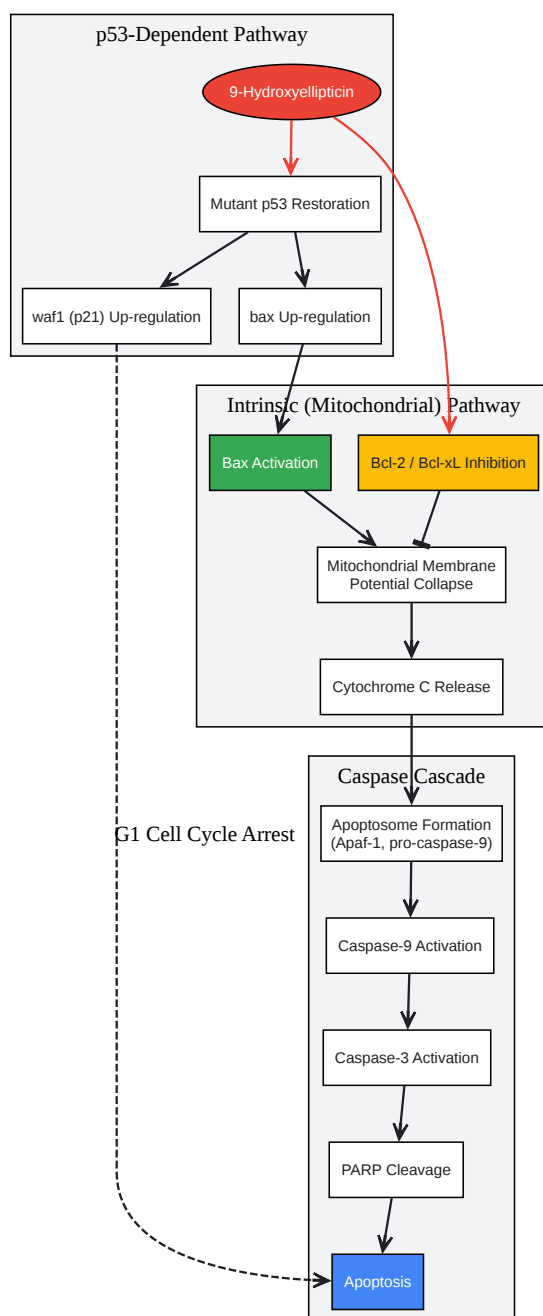 p53-Dependent Pathway
9-Hydroxyellipticin
Mutant p53 Restoration
waf1 (p21) Up-regulation
bax Up-regulation
Intrinsic (Mitochondrial) Pathway
Bax Activation
Bcl-2 / Bcl-xL Inhibition
Mitochondrial Membrane
Potential Collapse
Cytochrome C Release
Caspase Cascade
G1 Cell Cycle Arrest
Apoptosome Formation
(Apaf-1, pro-caspase-9)
Caspase-9 Activation
Caspase-3 Activation
PARP Cleavage
Apoptosis